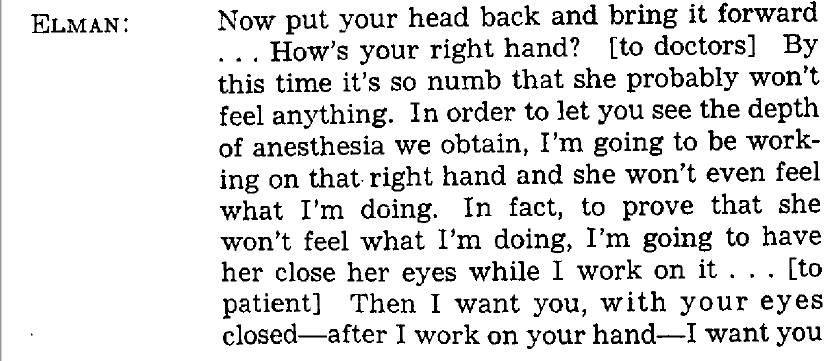 ELMAN: Now put your head back and bring it forward
. . . How's your right hand? [to doctors] By
this time it's so numb that she probably won't
feel anything. In order to let you see the depth
of anesthesia we obtain, I'm going to be work-
ing on that right hand and she won't even feel
what I'm doing. In fact, to prove that she
won't feel what I'm doing, I'm going to have
her close her eyes while I work on it . . . [to
patient] Then I want you, with your eyes
closed—after I work on your hand—I want you